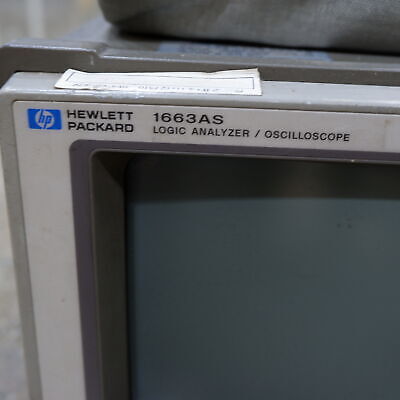 hp HEWLETT PACKARD 1663AS
LOGIC ANALYZER / OSCILLOSCOPE